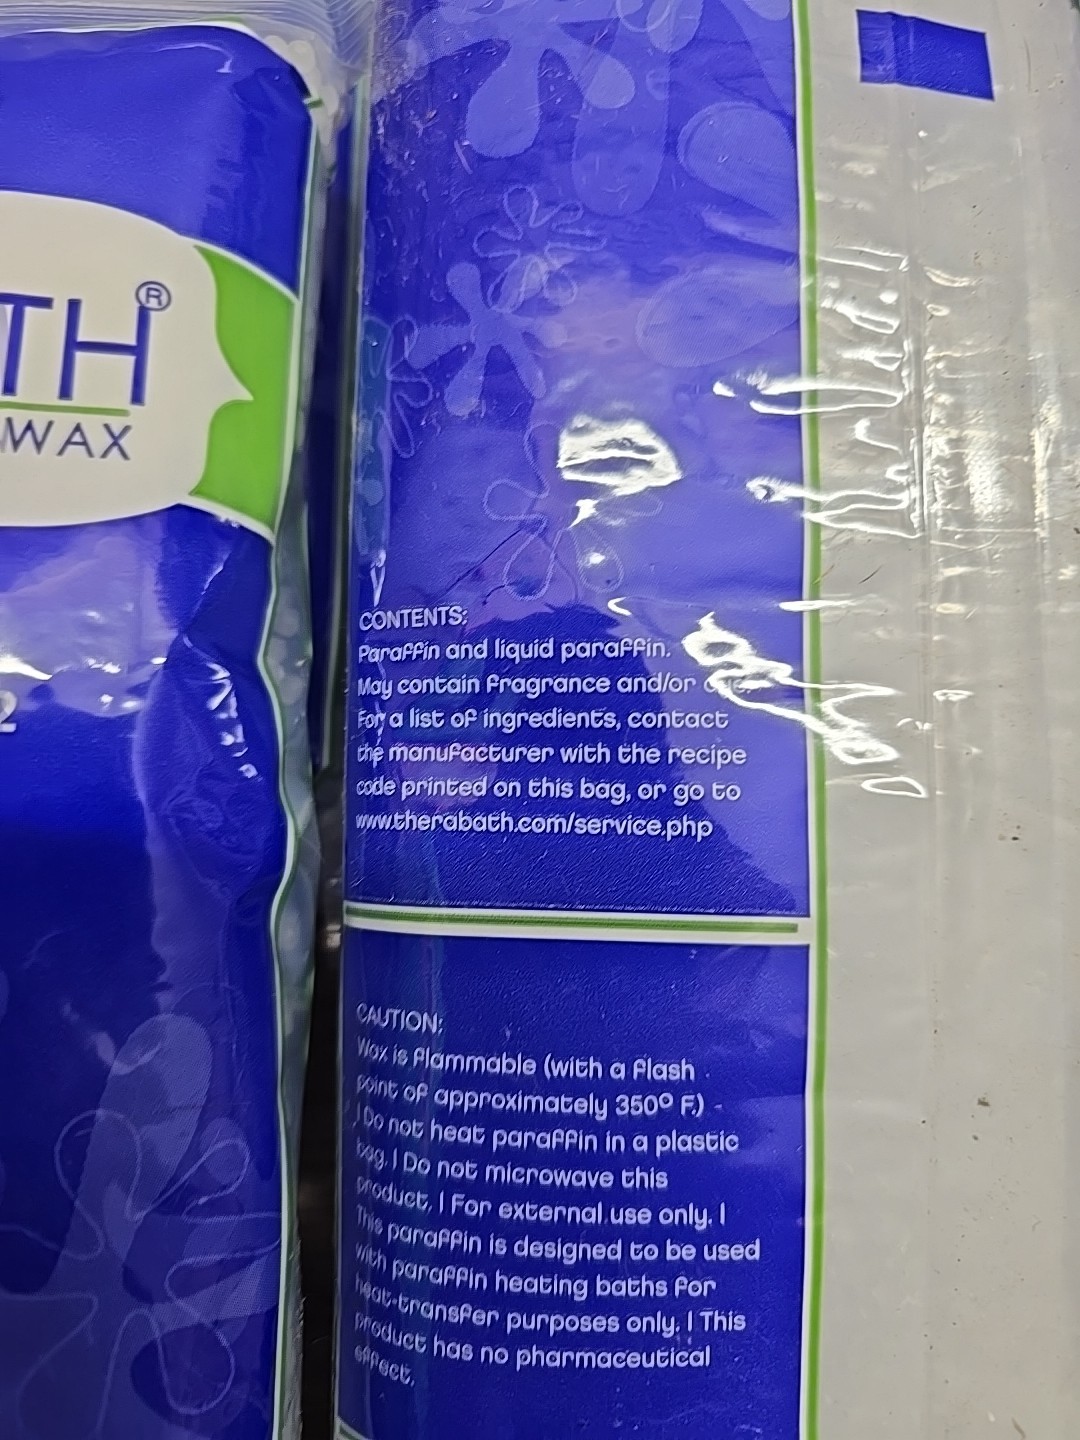 TH®
WAX
2
CONTENTS:
Paraffin and liquid paraffin.
May contain fragrance and/or
For a list of ingredients, contact
the manufacturer with the recipe
code printed on this bag, or go to
www.therabath.com/service.php
CAUTION:
Wax is flammable (with a flash
point of approximately 350º F.) -
| Do not heat paraffin in a plastic
bag. | Do not microwave this
product. | For external use only. |
This paraffin is designed to be used
with paraffin heating baths for
heat-transfer purposes only. | This
product has no pharmaceutical
effect.